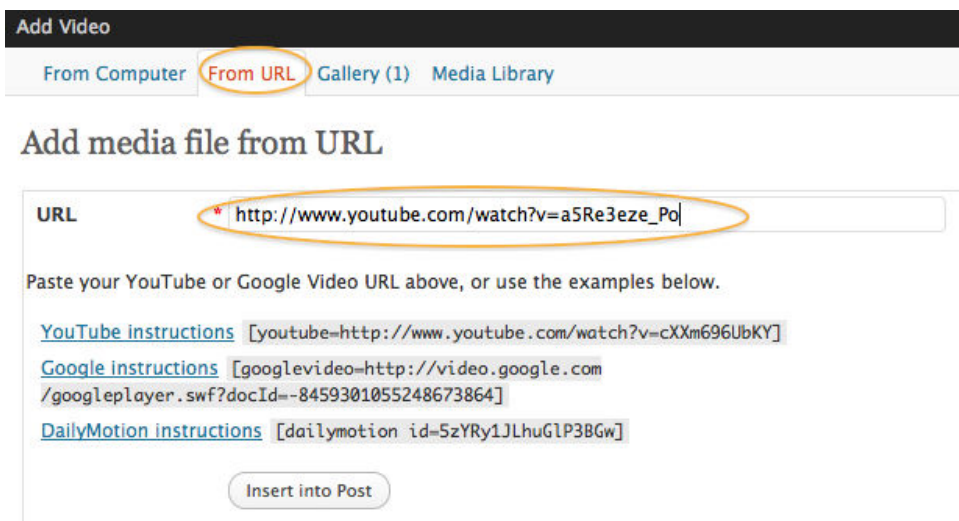 Add Video
From Computer From URL Gallery (1) Media Library
Add media file from URL
URL * http://www.youtube.com/watch?v=a5Re3eze_Po
Paste your YouTube or Google Video URL above, or use the examples below.
YouTube instructions [youtube=http://www.youtube.com/watch?v=cXXm696UbKY]
Google instructions [googlevideo=http://video.google.com
/googleplayer.swf?docId=-8459301055248673864]
DailyMotion instructions [dailymotion id=5zYRy1JLhuGlP3BGw]
Insert into Post